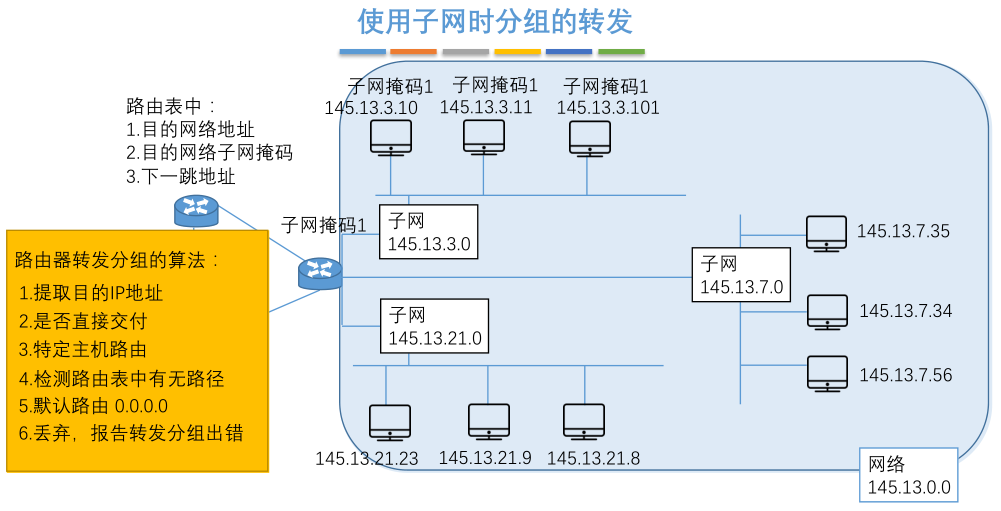 使用子网时分组的转发
子网掩码1
145.13.3.10
子网掩码1
145.13.3.11
子网掩码1
145.13.3.101
路由表中：
1.目的网络地址
2.目的网络子网掩码
3.下一跳地址
子网掩码1
子网
145.13.3.0
子网
145.13.7.0
145.13.7.35
145.13.7.34
145.13.7.56
路由器转发分组的算法：
1.提取目的IP地址
2.是否直接交付
3.特定主机路由
4.检测路由表中有无路径
5.默认路由 0.0.0.0
6.丢弃，报告转发分组出错
子网
145.13.21.0
145.13.21.23
145.13.21.9
145.13.21.8
网络
145.13.0.0